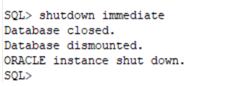 SQL> shutdown immediate
Database closed.
Database dismounted.
ORACLE instance shut down.
SQL>